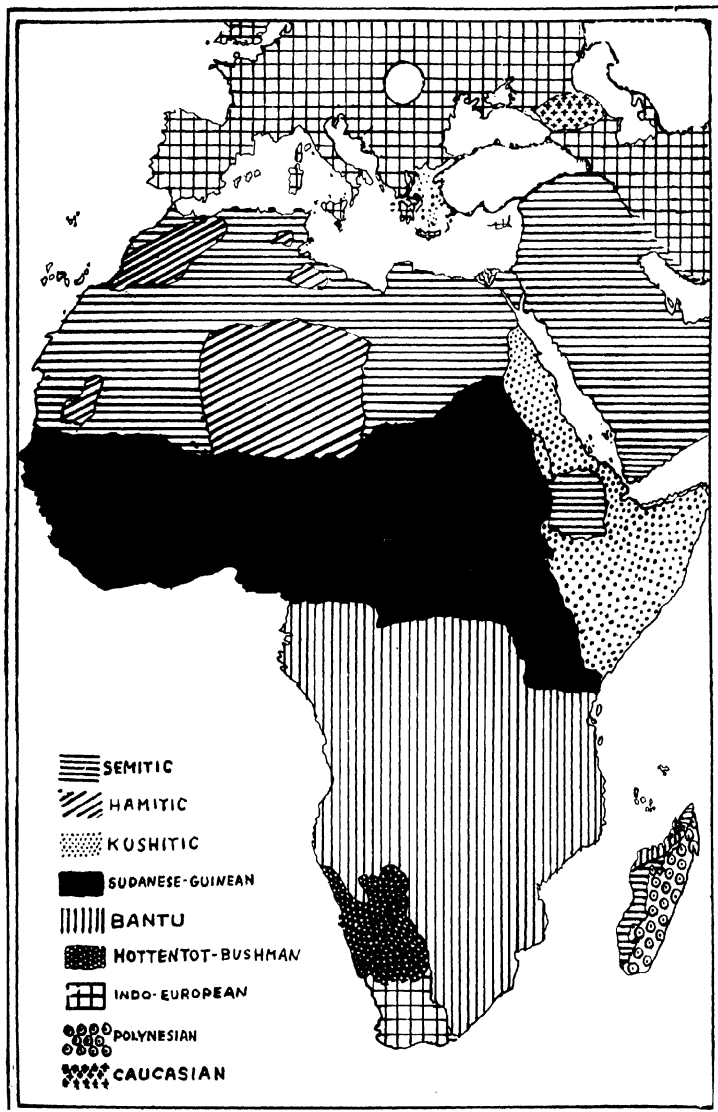 SEMITIC
HAMITIC
KUSHITIC
SUDANESE-GUINEAN
BANTU
HOTTENTOT-BUSHMAN
INDO-EUROPEAN
POLYNESIAN
CAUCASIAN